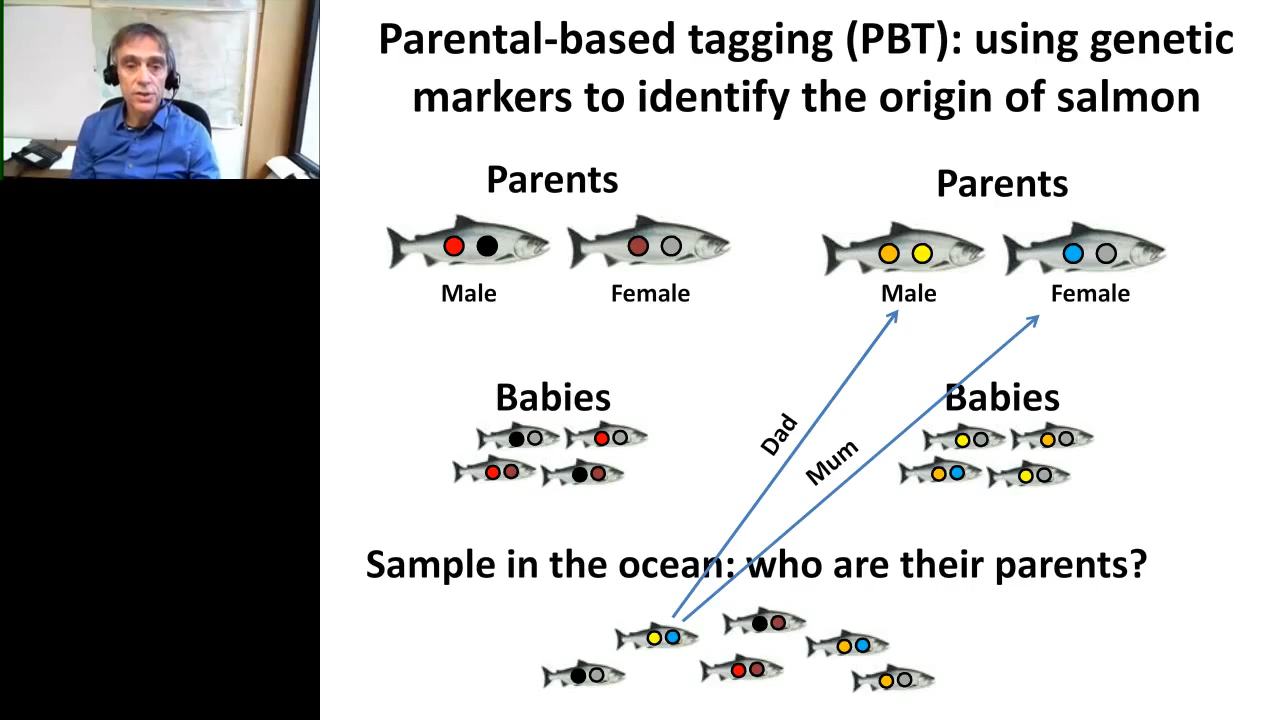 Parental-based tagging (PBT): using genetic
markers to identify the origin of salmon
Parents
Parents
Male
Female
Male
Female
Babies
Babies
Dad
Mum
Sample in the ocean: who are their parents?